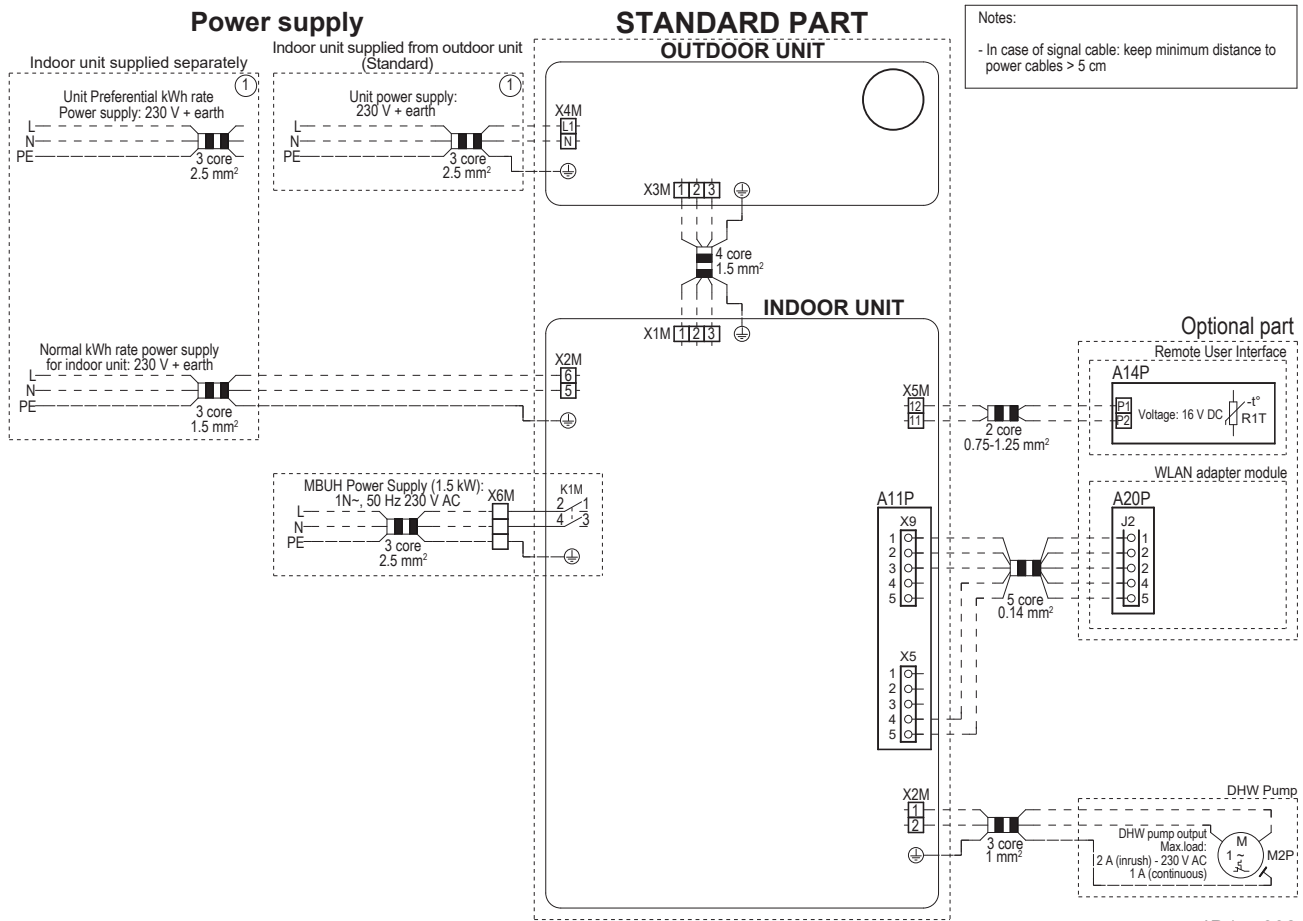 Power supply
STANDARD PART
Notes:
- In case of signal cable: keep minimum distance to
power cables > 5 cm
Indoor unit supplied separately
1
Indoor unit supplied from outdoor unit
(Standard)
1
OUTDOOR UNIT
Unit Preferential kWh rate
Power supply: 230 V + earth
L
N
PE
3 core
2.5 mm²
Unit power supply:
230 V + earth
L
N
PE
3 core
2.5 mm²
X4M
L1
N
X3M 1 2 3
4 core
1.5 mm²
INDOOR UNIT
X1M 1 2 3
Normal kWh rate power supply
for indoor unit: 230 V + earth
L
N
PE
3 core
1.5 mm²
X2M
6
5
MBUH Power Supply (1.5 kW):
1N~, 50 Hz 230 V AC
L
N
PE
3 core
2.5 mm²
X6M
K1M
2 1
4 3
X5M
12
11
2 core
0.75-1.25 mm²
Optional part
Remote User Interface
A14P
P1
P2
Voltage: 16 V DC
-t°
R1T
WLAN adapter module
A11P
X9
1
2
3
4
5
5 core
0.14 mm²
A20P
J2
1
2
2
4
5
X5
1
2
3
4
5
X2M
1
2
3 core
1 mm²
DHW Pump
DHW pump output
Max.load:
2 A (inrush) - 230 V AC
1 A (continuous)
M
1 ~
M2P